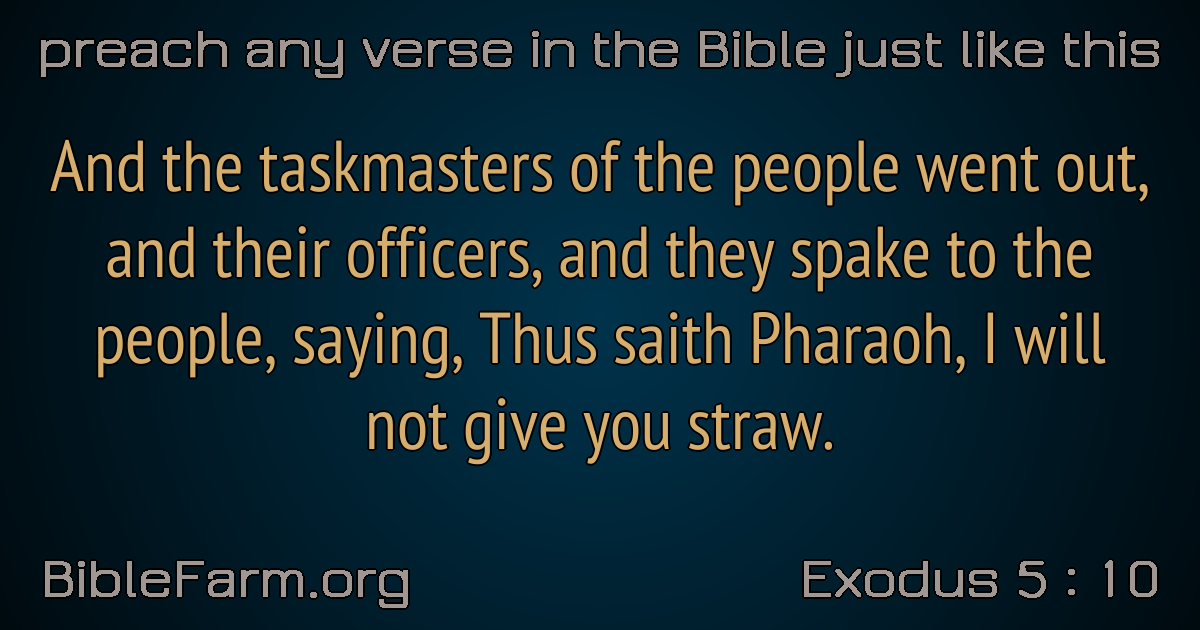 preach any verse in the Bible just like this
And the taskmasters of the people went out,
and their officers, and they spake to the
people, saying, Thus saith Pharaoh, I will
not give you straw.
BibleFarm.org
Exodus 5 : 10